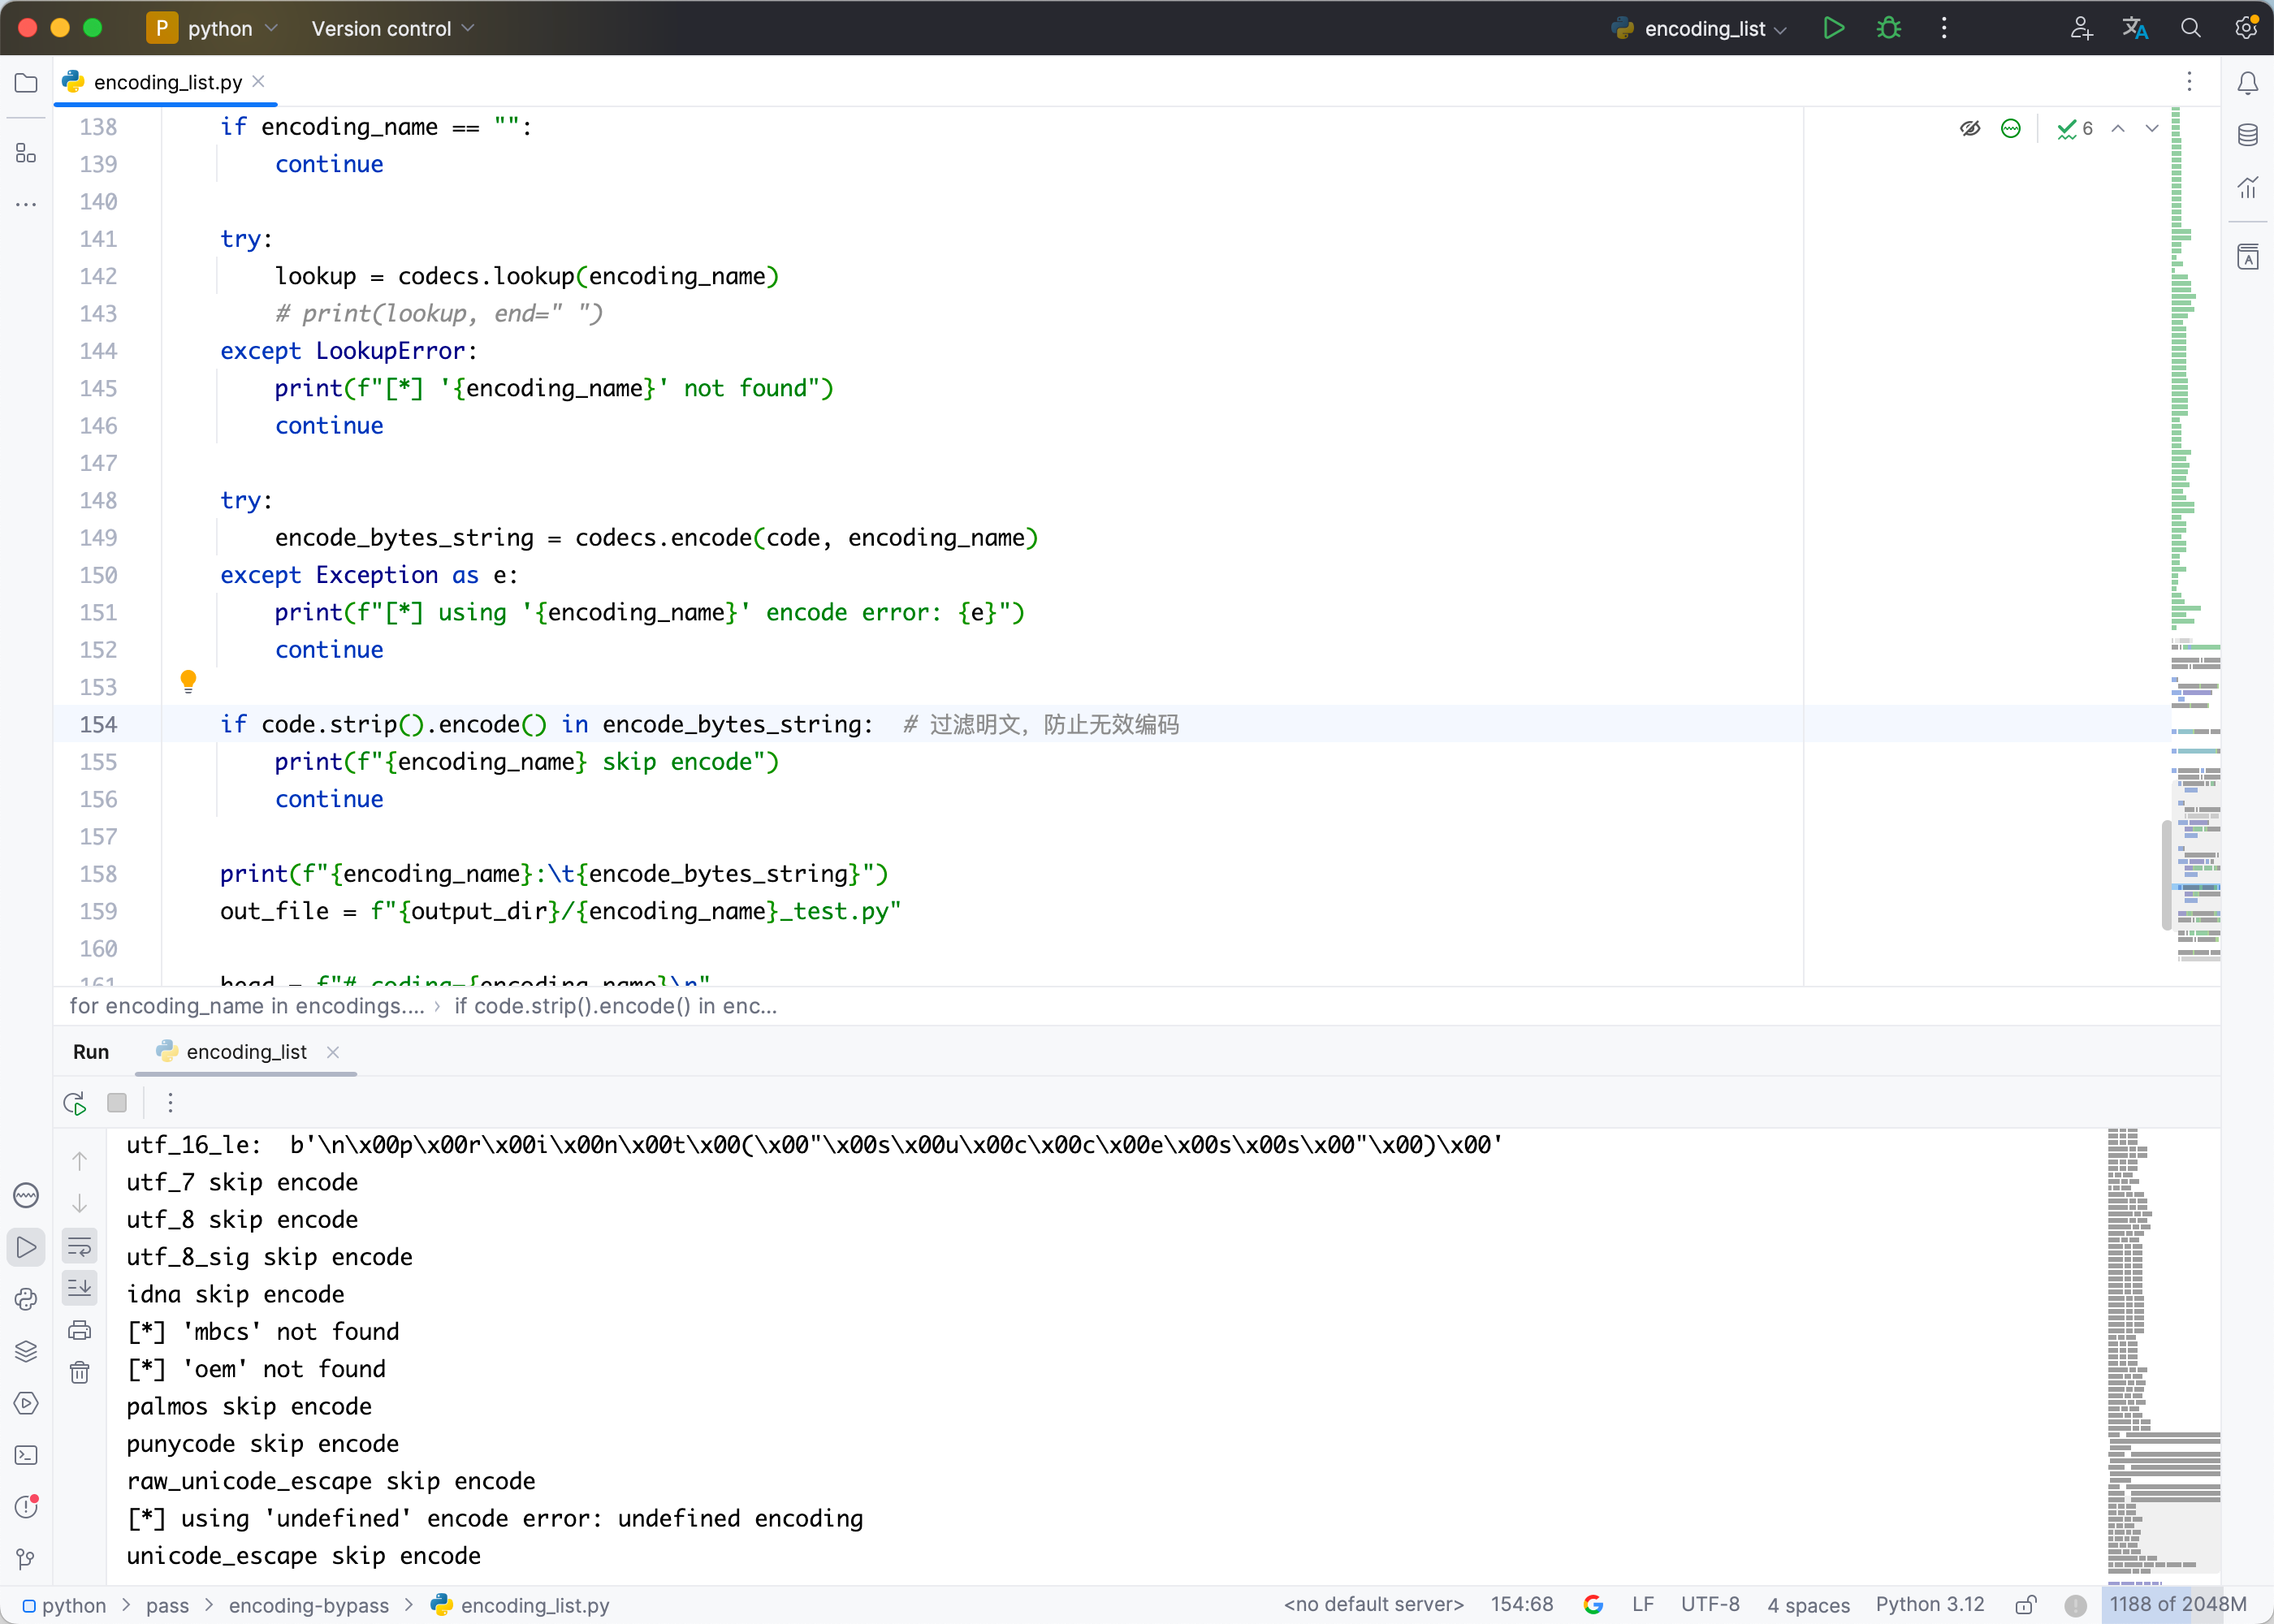 P python Version control encoding_list
encoding_list.py
6
138 if encoding_name == "":
139 continue
140
141 try:
142 lookup = codecs.lookup(encoding_name)
143 # print(lookup, end=" ")
144 except LookupError:
145 print(f"[*] '{encoding_name}' not found")
146 continue
147
148 try:
149 encode_bytes_string = codecs.encode(code, encoding_name)
150 except Exception as e:
151 print(f"[*] using '{encoding_name}' encode error: {e}")
152 continue
153
154 if code.strip().encode() in encode_bytes_string: # 过滤明文，防止无效编码
155 print(f"{encoding_name} skip encode")
156 continue
157
158 print(f"{encoding_name}:\t{encode_bytes_string}")
159 out_file = f"{output_dir}/{encoding_name}_test.py"
160
161 head = f"# coding={encoding_name}\n"
for encoding_name in encodings.... › if code.strip().encode() in enc...
Run encoding_list
utf_16_le: b'\n\x00p\x00r\x00i\x00n\x00t\x00(\x00"\x00s\x00u\x00c\x00c\x00e\x00s\x00s\x00"\x00)\x00'
utf_7 skip encode
utf_8 skip encode
utf_8_sig skip encode
idna skip encode
[*] 'mbcs' not found
[*] 'oem' not found
palmos skip encode
punycode skip encode
raw_unicode_escape skip encode
[*] using 'undefined' encode error: undefined encoding
unicode_escape skip encode
python > pass > encoding-bypass > encoding_list.py <no default server> 154:68 LF UTF-8 4 spaces Python 3.12 1188 of 2048M